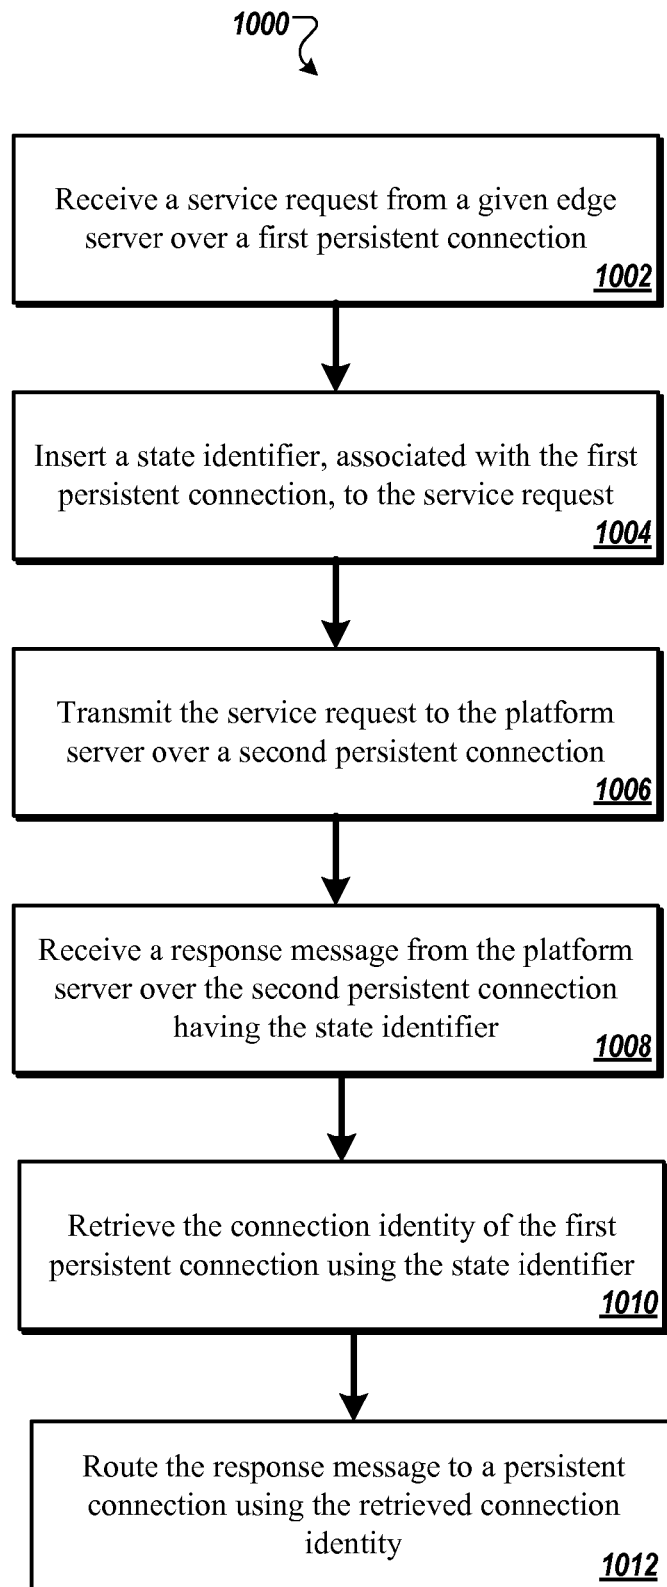 1000
Receive a service request from a given edge
server over a first persistent connection
1002
Insert a state identifier, associated with the first
persistent connection, to the service request
1004
Transmit the service request to the platform
server over a second persistent connection
1006
Receive a response message from the platform
server over the second persistent connection
having the state identifier
1008
Retrieve the connection identity of the first
persistent connection using the state identifier
1010
Route the response message to a persistent
connection using the retrieved connection
identity
1012